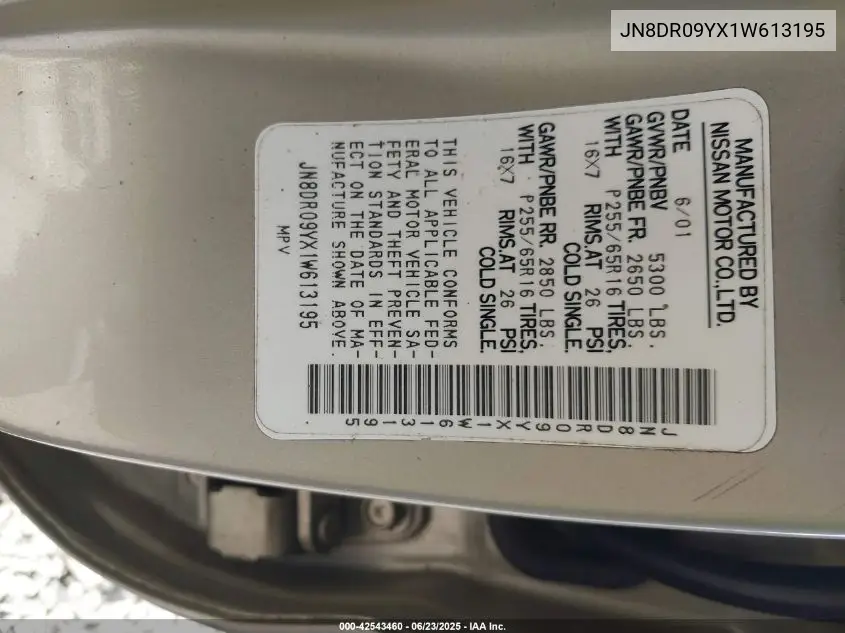 JN8DR09YX1W613195
MANUFACTURED BY
NISSAN MOTOR CO.,LTD.
DATE 6/01
GVWR/PNBV 5300 LBS.
GAWR/PNBE FR. 2650 LBS.
WITH P255/65R16 TIRES,
16X7 RIMS.AT 26 PSI
COLD SINGLE.
GAWR/PNBE RR. 2850 LBS.
WITH P255/65R16 TIRES,
16X7 RIMS.AT 26 PSI
COLD SINGLE.
THIS VEHICLE CONFORMS
TO ALL APPLICABLE FED-
ERAL MOTOR VEHICLE SA-
FETY AND THEFT PREVEN-
TION STANDARDS IN EFF-
ECT ON THE DATE OF MA-
NUFACTURE SHOWN ABOVE.
JN8DR09YX1W613195
MPV
JN8DR09YX1W613195
000-42543460 - 06/23/2025 - IAA Inc.